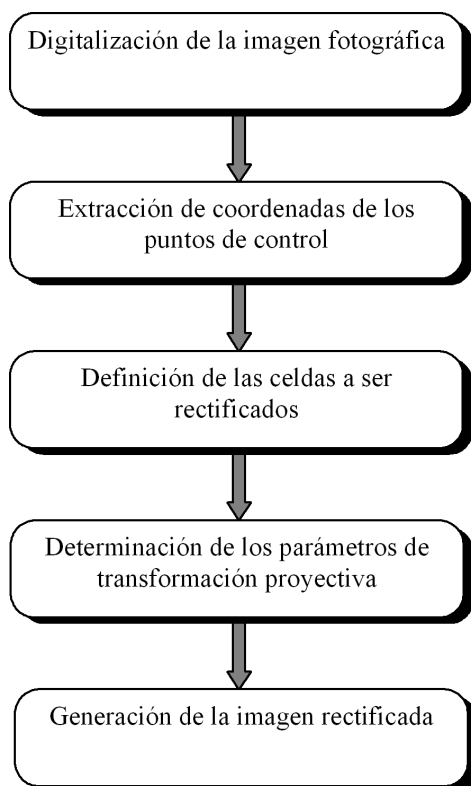 Digitalización de la imagen fotográfica
Extracción de coordenadas de los
puntos de control
Definición de las celdas a ser
rectificados
Determinación de los parámetros de
transformación proyectiva
Generación de la imagen rectificada